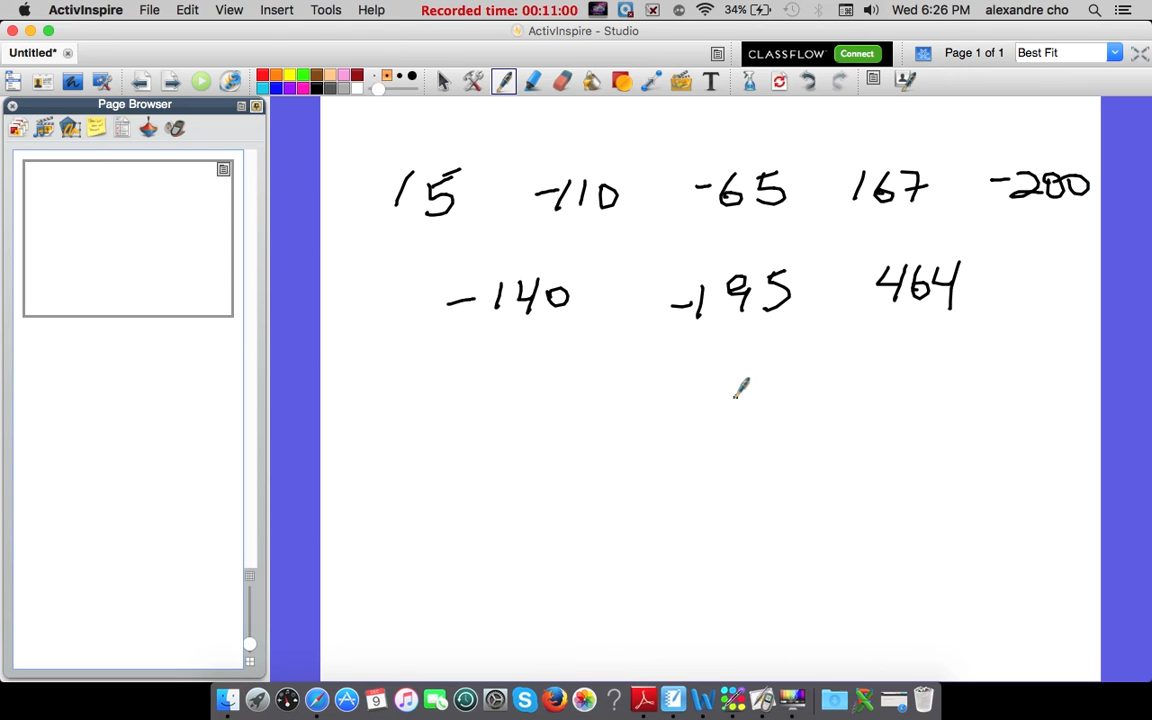 ActivInspire File Edit View Insert Tools Help Recorded time: 00:11:00 34% Wed 6:26 PM alexandre cho
ActivInspire - Studio
Untitled* CLASSFLOW Connect Page 1 of 1 Best Fit
Page Browser
15 -110 -65 167 -200
-140 -195 464